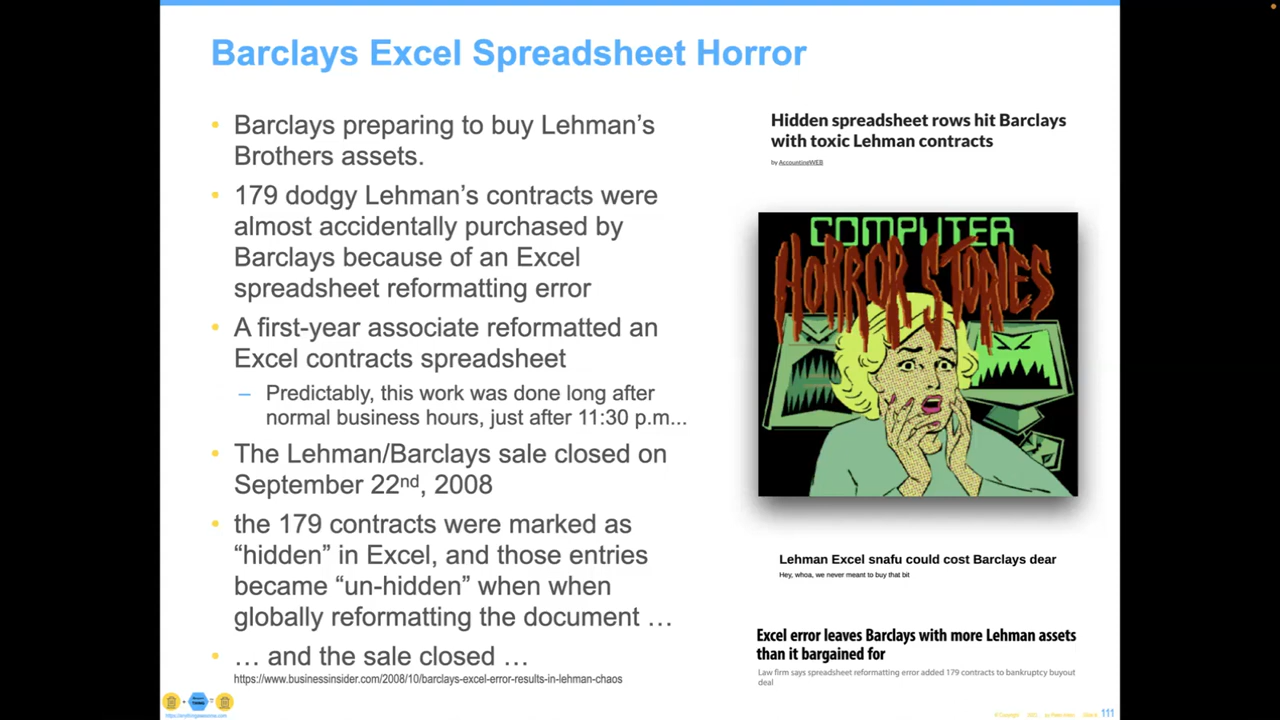 Barclays Excel Spreadsheet Horror
• Barclays preparing to buy Lehman’s
Brothers assets.
• 179 dodgy Lehman’s contracts were
almost accidentally purchased by
Barclays because of an Excel
spreadsheet reformatting error
• A first-year associate reformatted an
Excel contracts spreadsheet
– Predictably, this work was done long after
normal business hours, just after 11:30 p.m...
• The Lehman/Barclays sale closed on
September 22nd, 2008
• the 179 contracts were marked as
“hidden” in Excel, and those entries
became “un-hidden” when when
globally reformatting the document …
• … and the sale closed …
https://www.businessinsider.com/2008/10/barclays-excel-error-results-in-lehman-chaos
Hidden spreadsheet rows hit Barclays
with toxic Lehman contracts
by AccountingWEB
COMPUTER
HORROR STORIES
Lehman Excel snafu could cost Barclays dear
Hey, whoa, we never meant to buy that bit
Excel error leaves Barclays with more Lehman assets
than it bargained for
Law firm says spreadsheet reformatting error added 179 contracts to bankruptcy buyout
deal
© Copyright
111